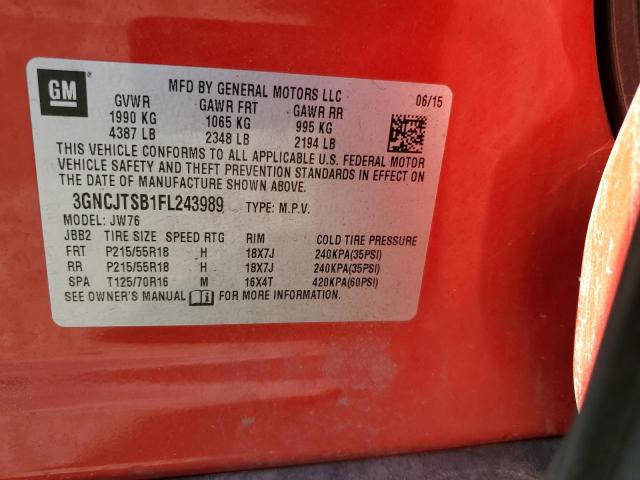 GM
MFD BY GENERAL MOTORS LLC
GVWR GAWR FRT GAWR RR 06/15
1990 KG 1065 KG 995 KG
4387 LB 2348 LB 2194 LB
THIS VEHICLE CONFORMS TO ALL APPLICABLE U.S. FEDERAL MOTOR
VEHICLE SAFETY AND THEFT PREVENTION STANDARDS IN EFFECT ON
THE DATE OF MANUFACTURE SHOWN ABOVE.
3GNCJTSB1FL243989 TYPE: M.P.V.
MODEL: JW76
JBB2 TIRE SIZE SPEED RTG RIM COLD TIRE PRESSURE
FRT P215/55R18 H 18X7J 240KPA(35PSI)
RR P215/55R18 H 18X7J 240KPA(35PSI)
SPA T125/70R16 M 16X4T 420KPA(60PSI)
SEE OWNER'S MANUAL FOR MORE INFORMATION.